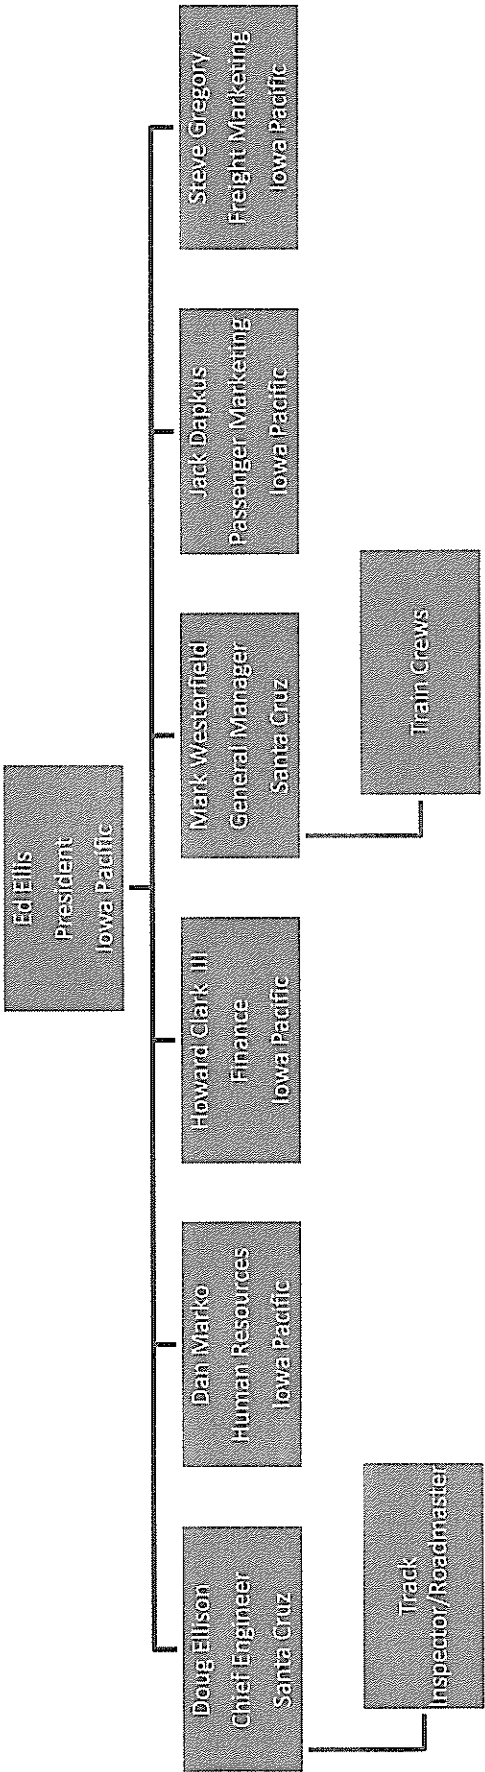 Ed Ellis
President
Iowa Pacific
Doug Ellison
Chief Engineer
Santa Cruz
Dan Marko
Human Resources
Iowa Pacific
Howard Clark III
Finance
Iowa Pacific
Mark Westerfield
General Manager
Santa Cruz
Jack Dapkus
Passenger Marketing
Iowa Pacific
Steve Gregory
Freight Marketing
Iowa Pacific
Track
Inspector/Roadmaster
Train Crews